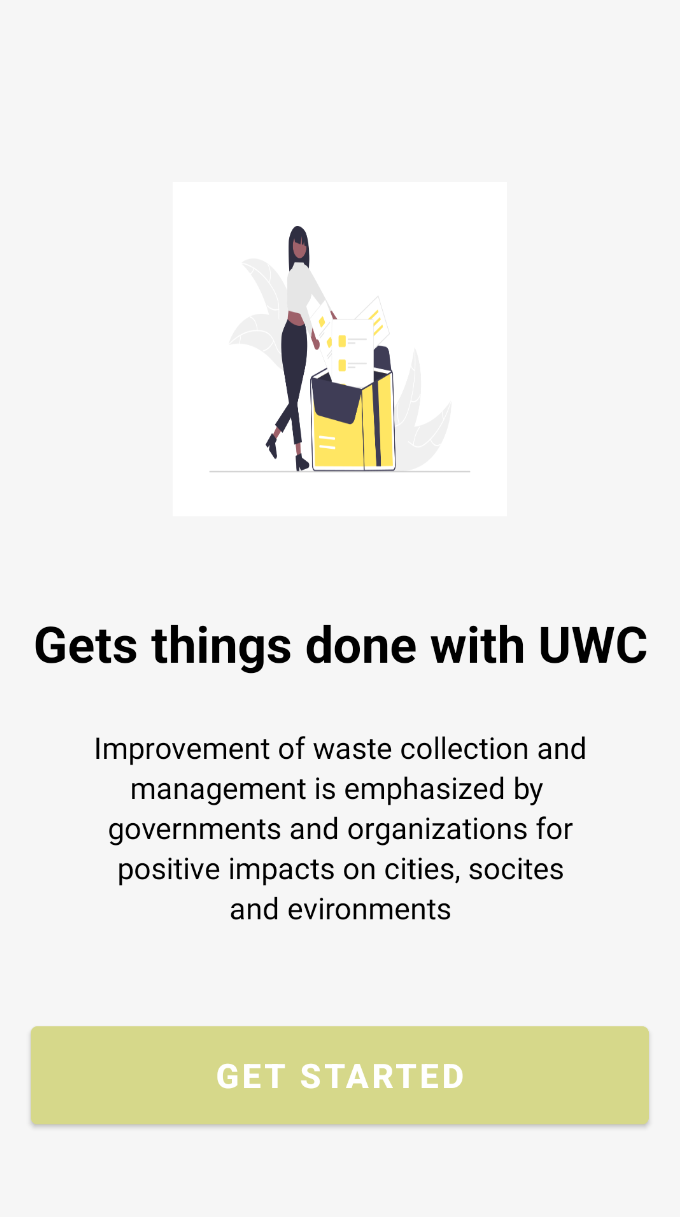 Gets things done with UWC
Improvement of waste collection and
management is emphasized by
governments and organizations for
positive impacts on cities, socites
and evironments
GET STARTED